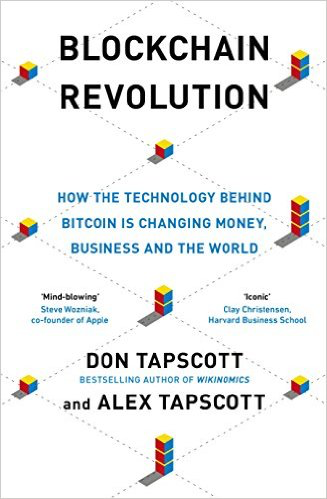 BLOCKCHAIN
REVOLUTION
HOW THE TECHNOLOGY BEHIND
BITCOIN IS CHANGING MONEY,
BUSINESS AND THE WORLD
'Mind-blowing'
Steve Wozniak,
co-founder of Apple
'Iconic'
Clay Christensen,
Harvard Business School
DON TAPSCOTT
BESTSELLING AUTHOR OF WIKINOMICS
and ALEX TAPSCOTT